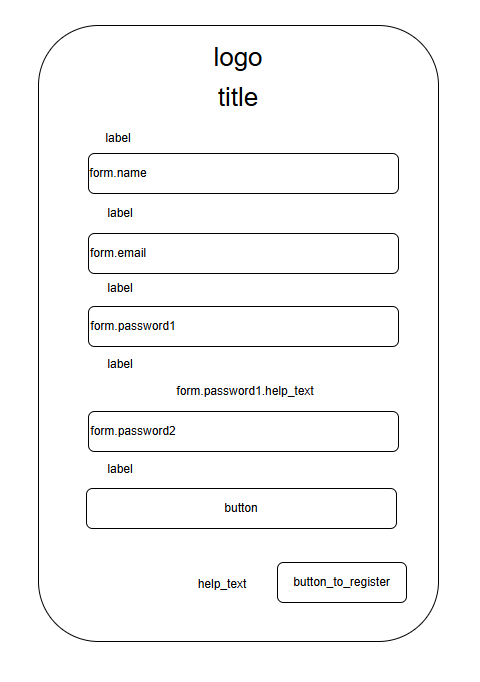 logo
title
label
form.name
label
form.email
label
form.password1
label
form.password1.help_text
form.password2
label
button
help_text
button_to_register